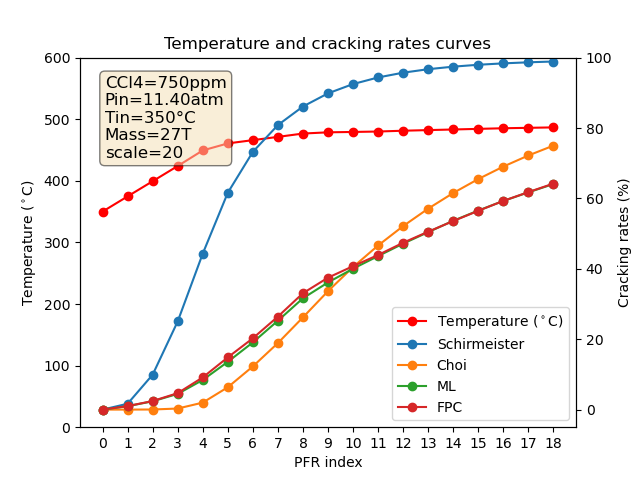 Temperature and cracking rates curves
CCl4=750ppm
Pin=11.40atm
Tin=350°C
Mass=27T
scale=20
Temperature (°C)
600
500
400
300
200
100
0
Cracking rates (%)
100
80
60
40
20
0
Temperature (°C)
Schirmeister
Choi
ML
FPC
0 1 2 3 4 5 6 7 8 9 10 11 12 13 14 15 16 17 18
PFR index